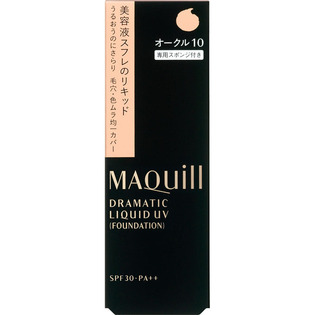 美容液スフレのリキッド
うるおうのにさらり 毛穴・色ムラ均一カバー
オークル10
専用スポンジ付き
MAQuill
DRAMATIC
LIQUID UV
(FOUNDATION)
SPF30・PA++